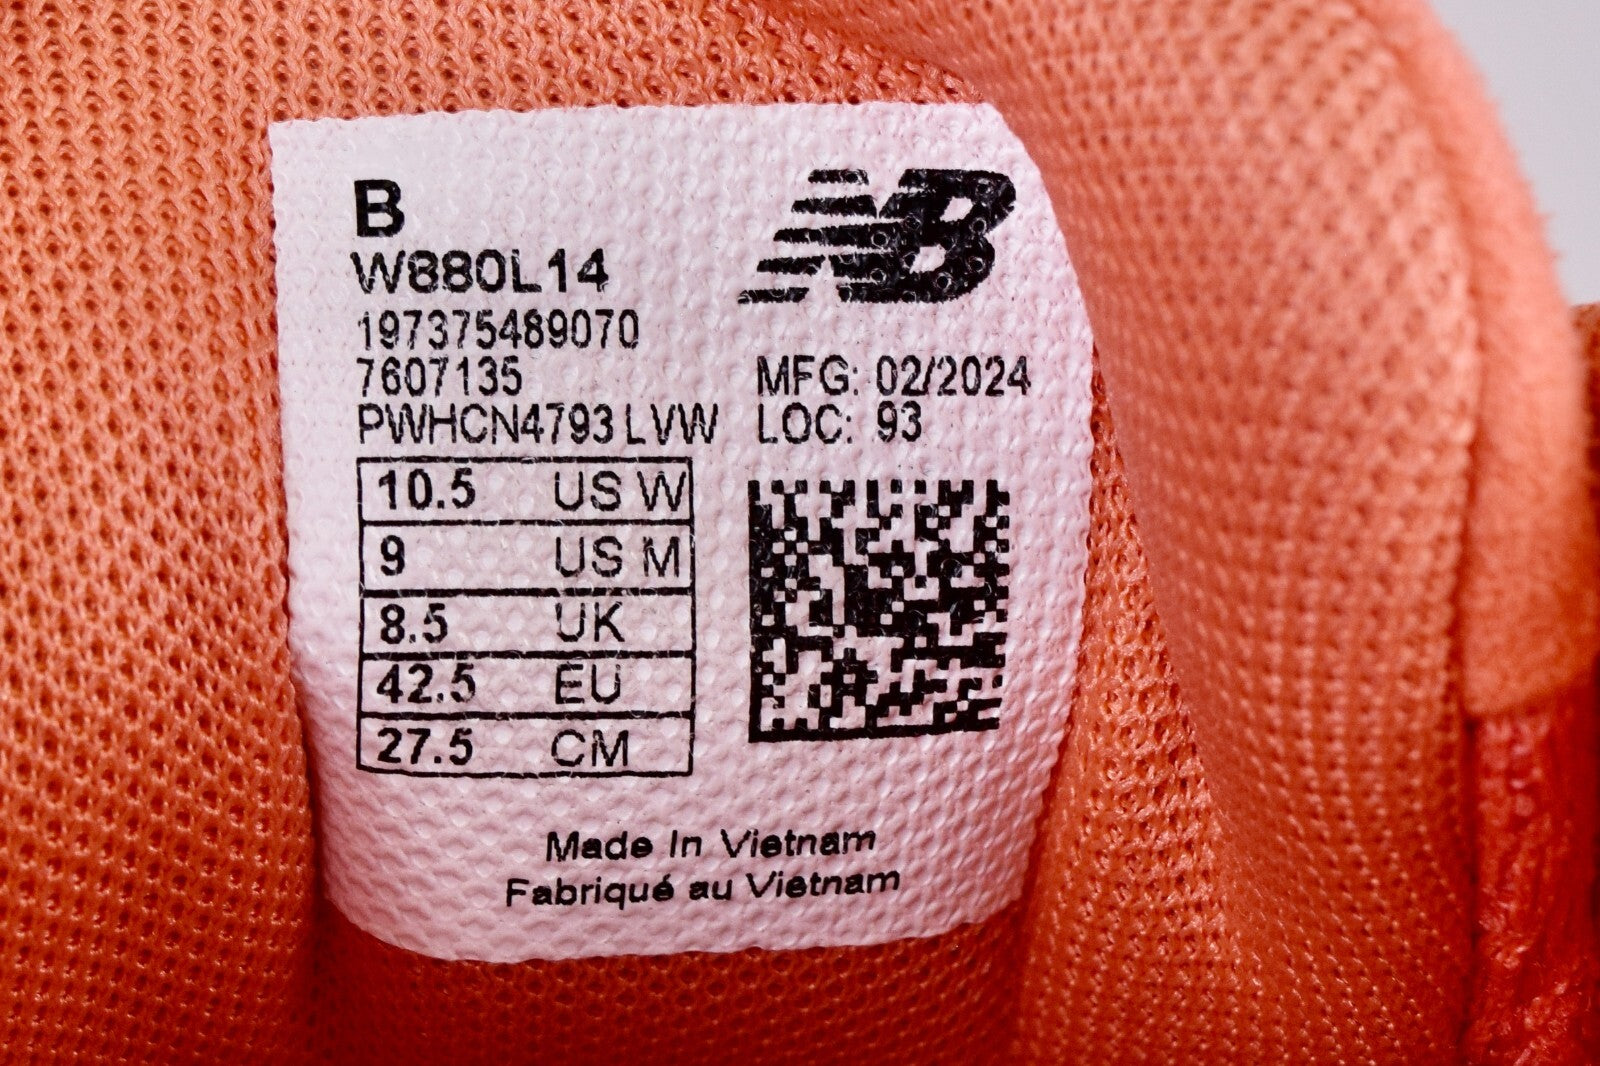 B
W880L14
197375489070
7607135
PWHCN4793 LVW
NB
MFG: 02/2024
LOC: 93
10.5 US W
9 US M
8.5 UK
42.5 EU
27.5 CM
Made In Vietnam
Fabriqué au Vietnam